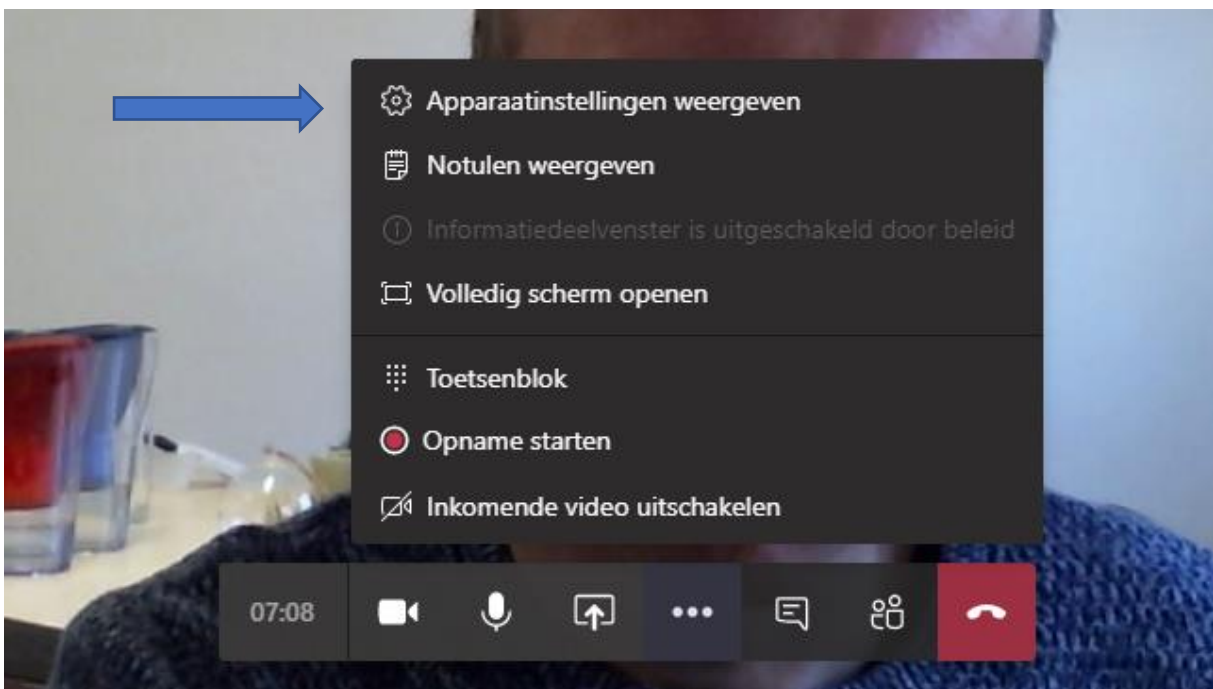 Apparaatinstellingen weergeven
Notulen weergeven
Informatiedeelvenster is uitgeschakeld door beleid
Volledig scherm openen
Toetsenblok
Opname starten
Inkomende video uitschakelen
07:08